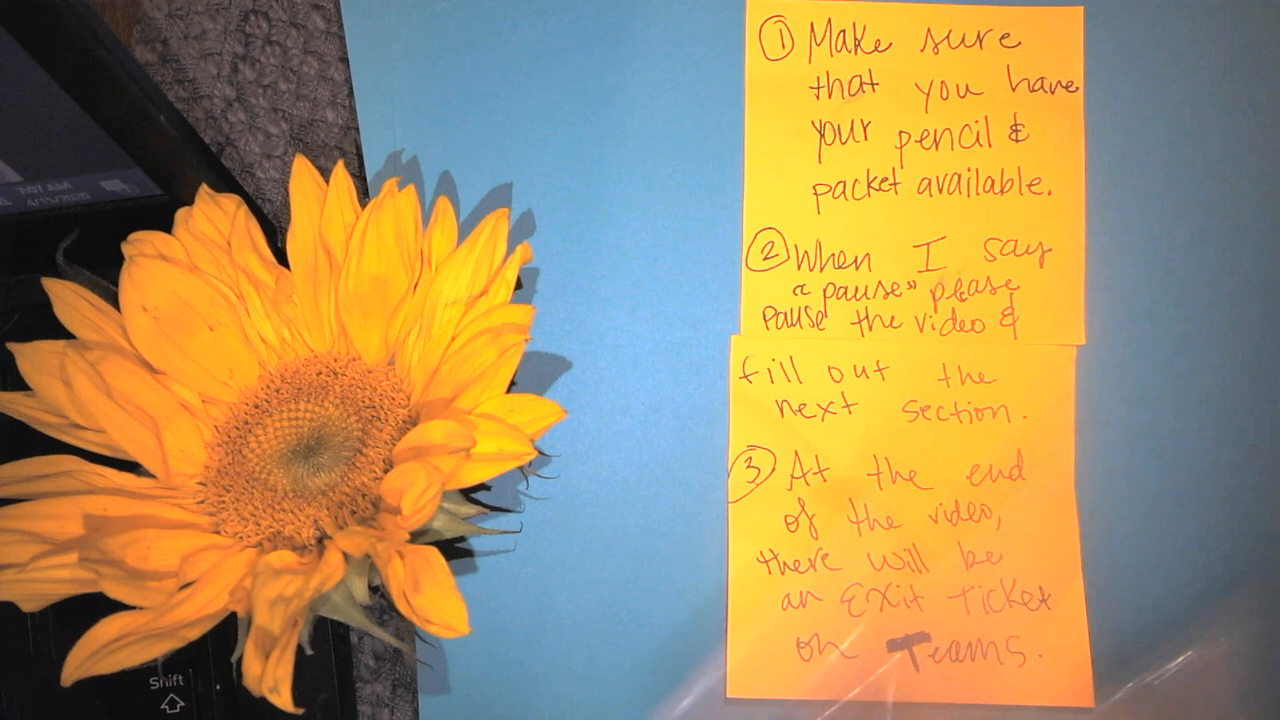 ① Make sure
that you have
your pencil &
packet available.
② When I say
"pause" please
pause the video &
fill out the
next section.
③ At the end
of the video,
there will be
an Exit Ticket
on Teams.
AM
Shift